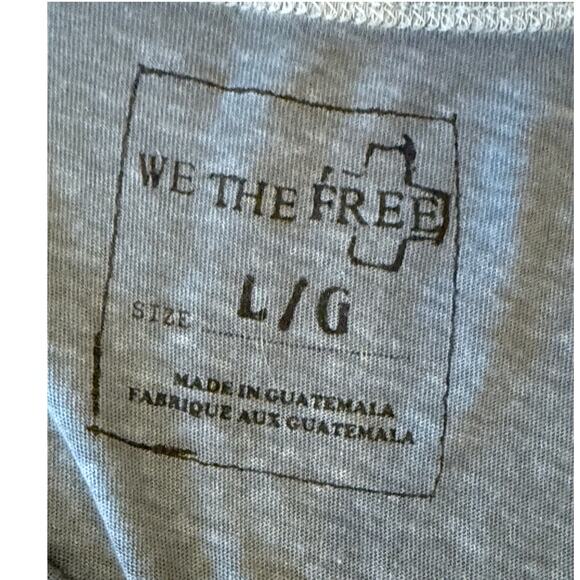 WE THE FREE
SIZE L/G
MADE IN GUATEMALA
FABRIQUE AUX GUATEMALA